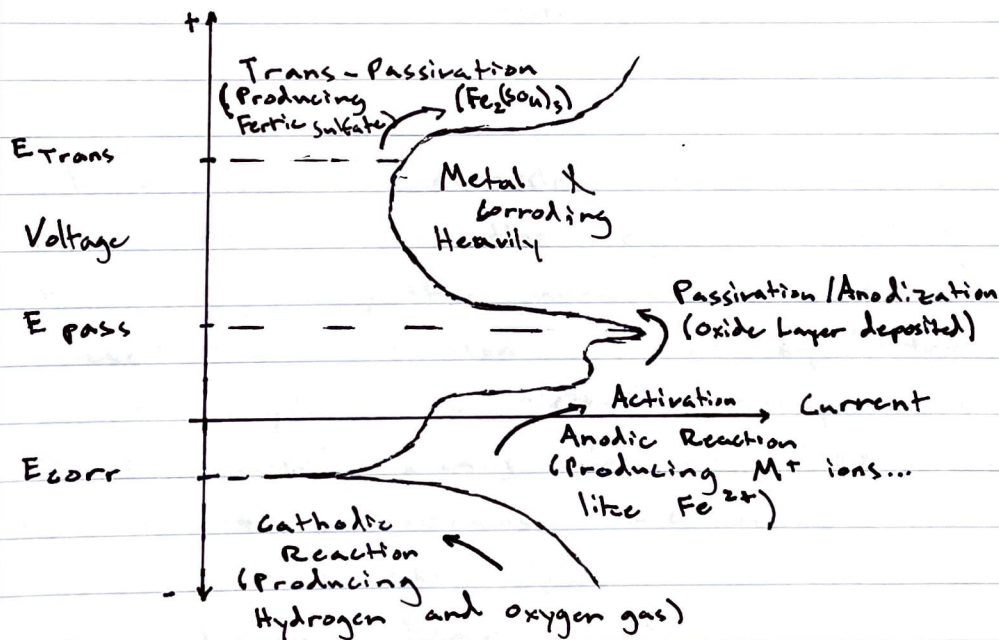 +
Trans-Passivation
(Producing (Fe₂(SO₄)₃)
Ferric Sulfate)
E Trans
Metal X
Corroding
Heavily
Voltage
Passivation/Anodization
(Oxide Layer deposited)
E pass
Activation
Current
Anodic Reaction
(Producing M⁺ ions...
like Fe²⁺)
Ecorr
Cathodic
Reaction
(Producing
Hydrogen and oxygen gas)
-